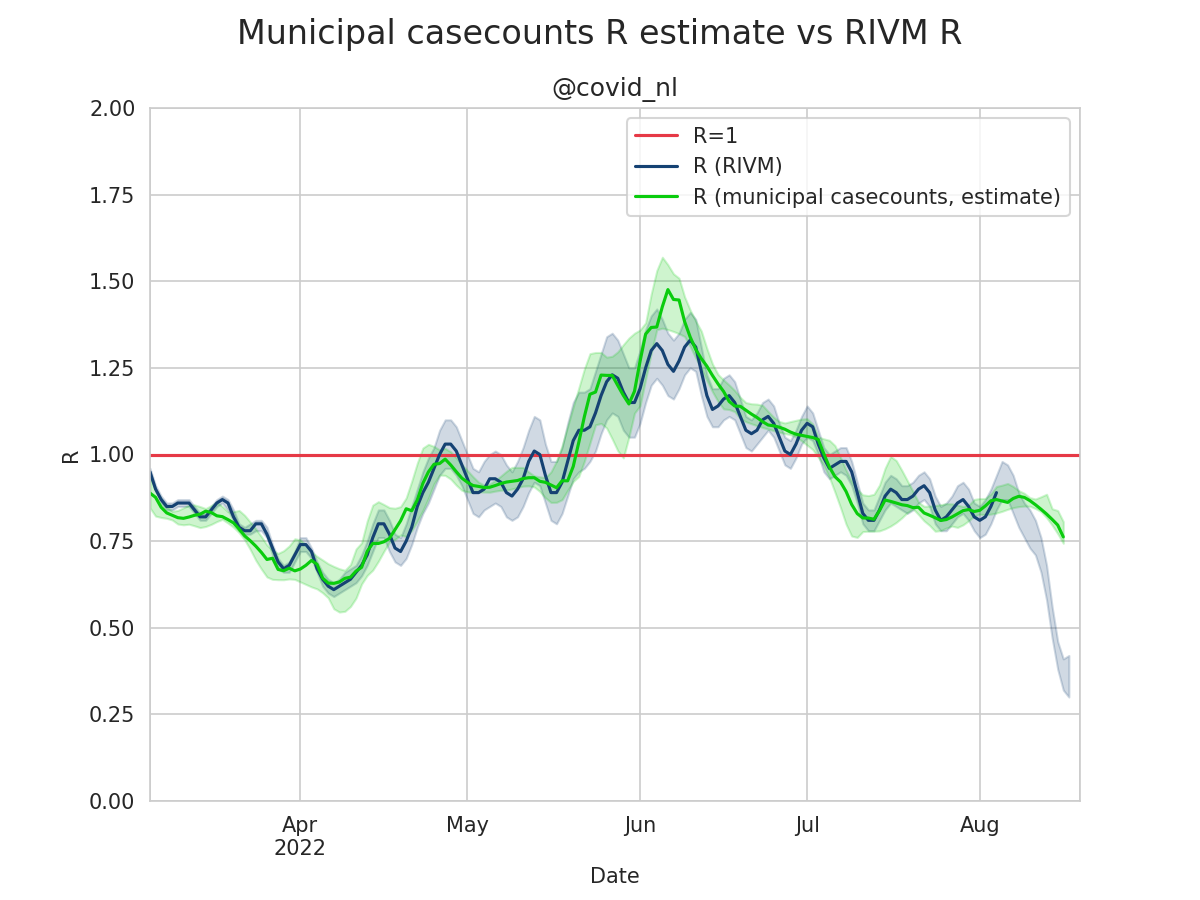 Municipal casecounts R estimate vs RIVM R
@covid_nl
2.00
1.75
1.50
1.25
1.00
0.75
0.50
0.25
0.00
R
R=1
R (RIVM)
R (municipal casecounts, estimate)
Apr
2022
May
Jun
Jul
Aug
Date